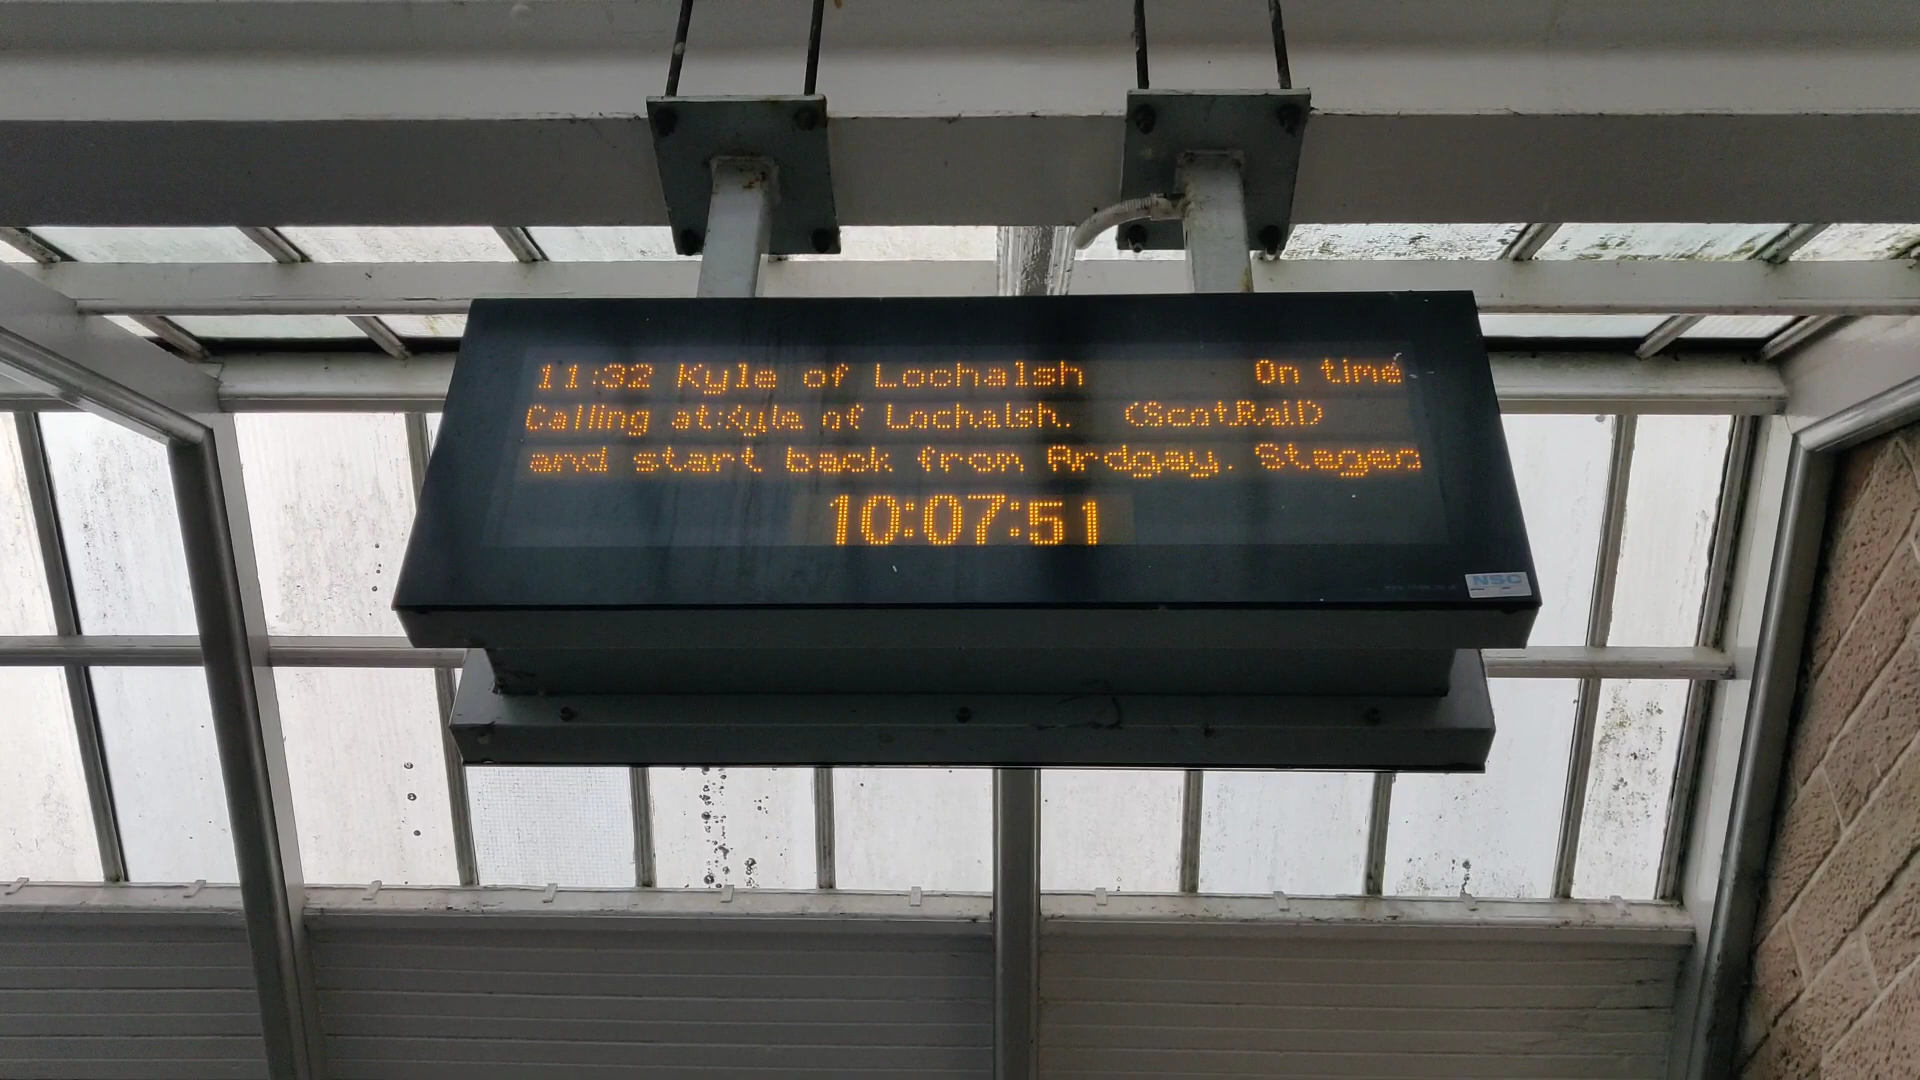 11:32 Kyle of Lochalsh On time
Calling at:Kyle of Lochalsh. (ScotRail)
and start back from Ardgay. Stagec
10:07:51
NSC